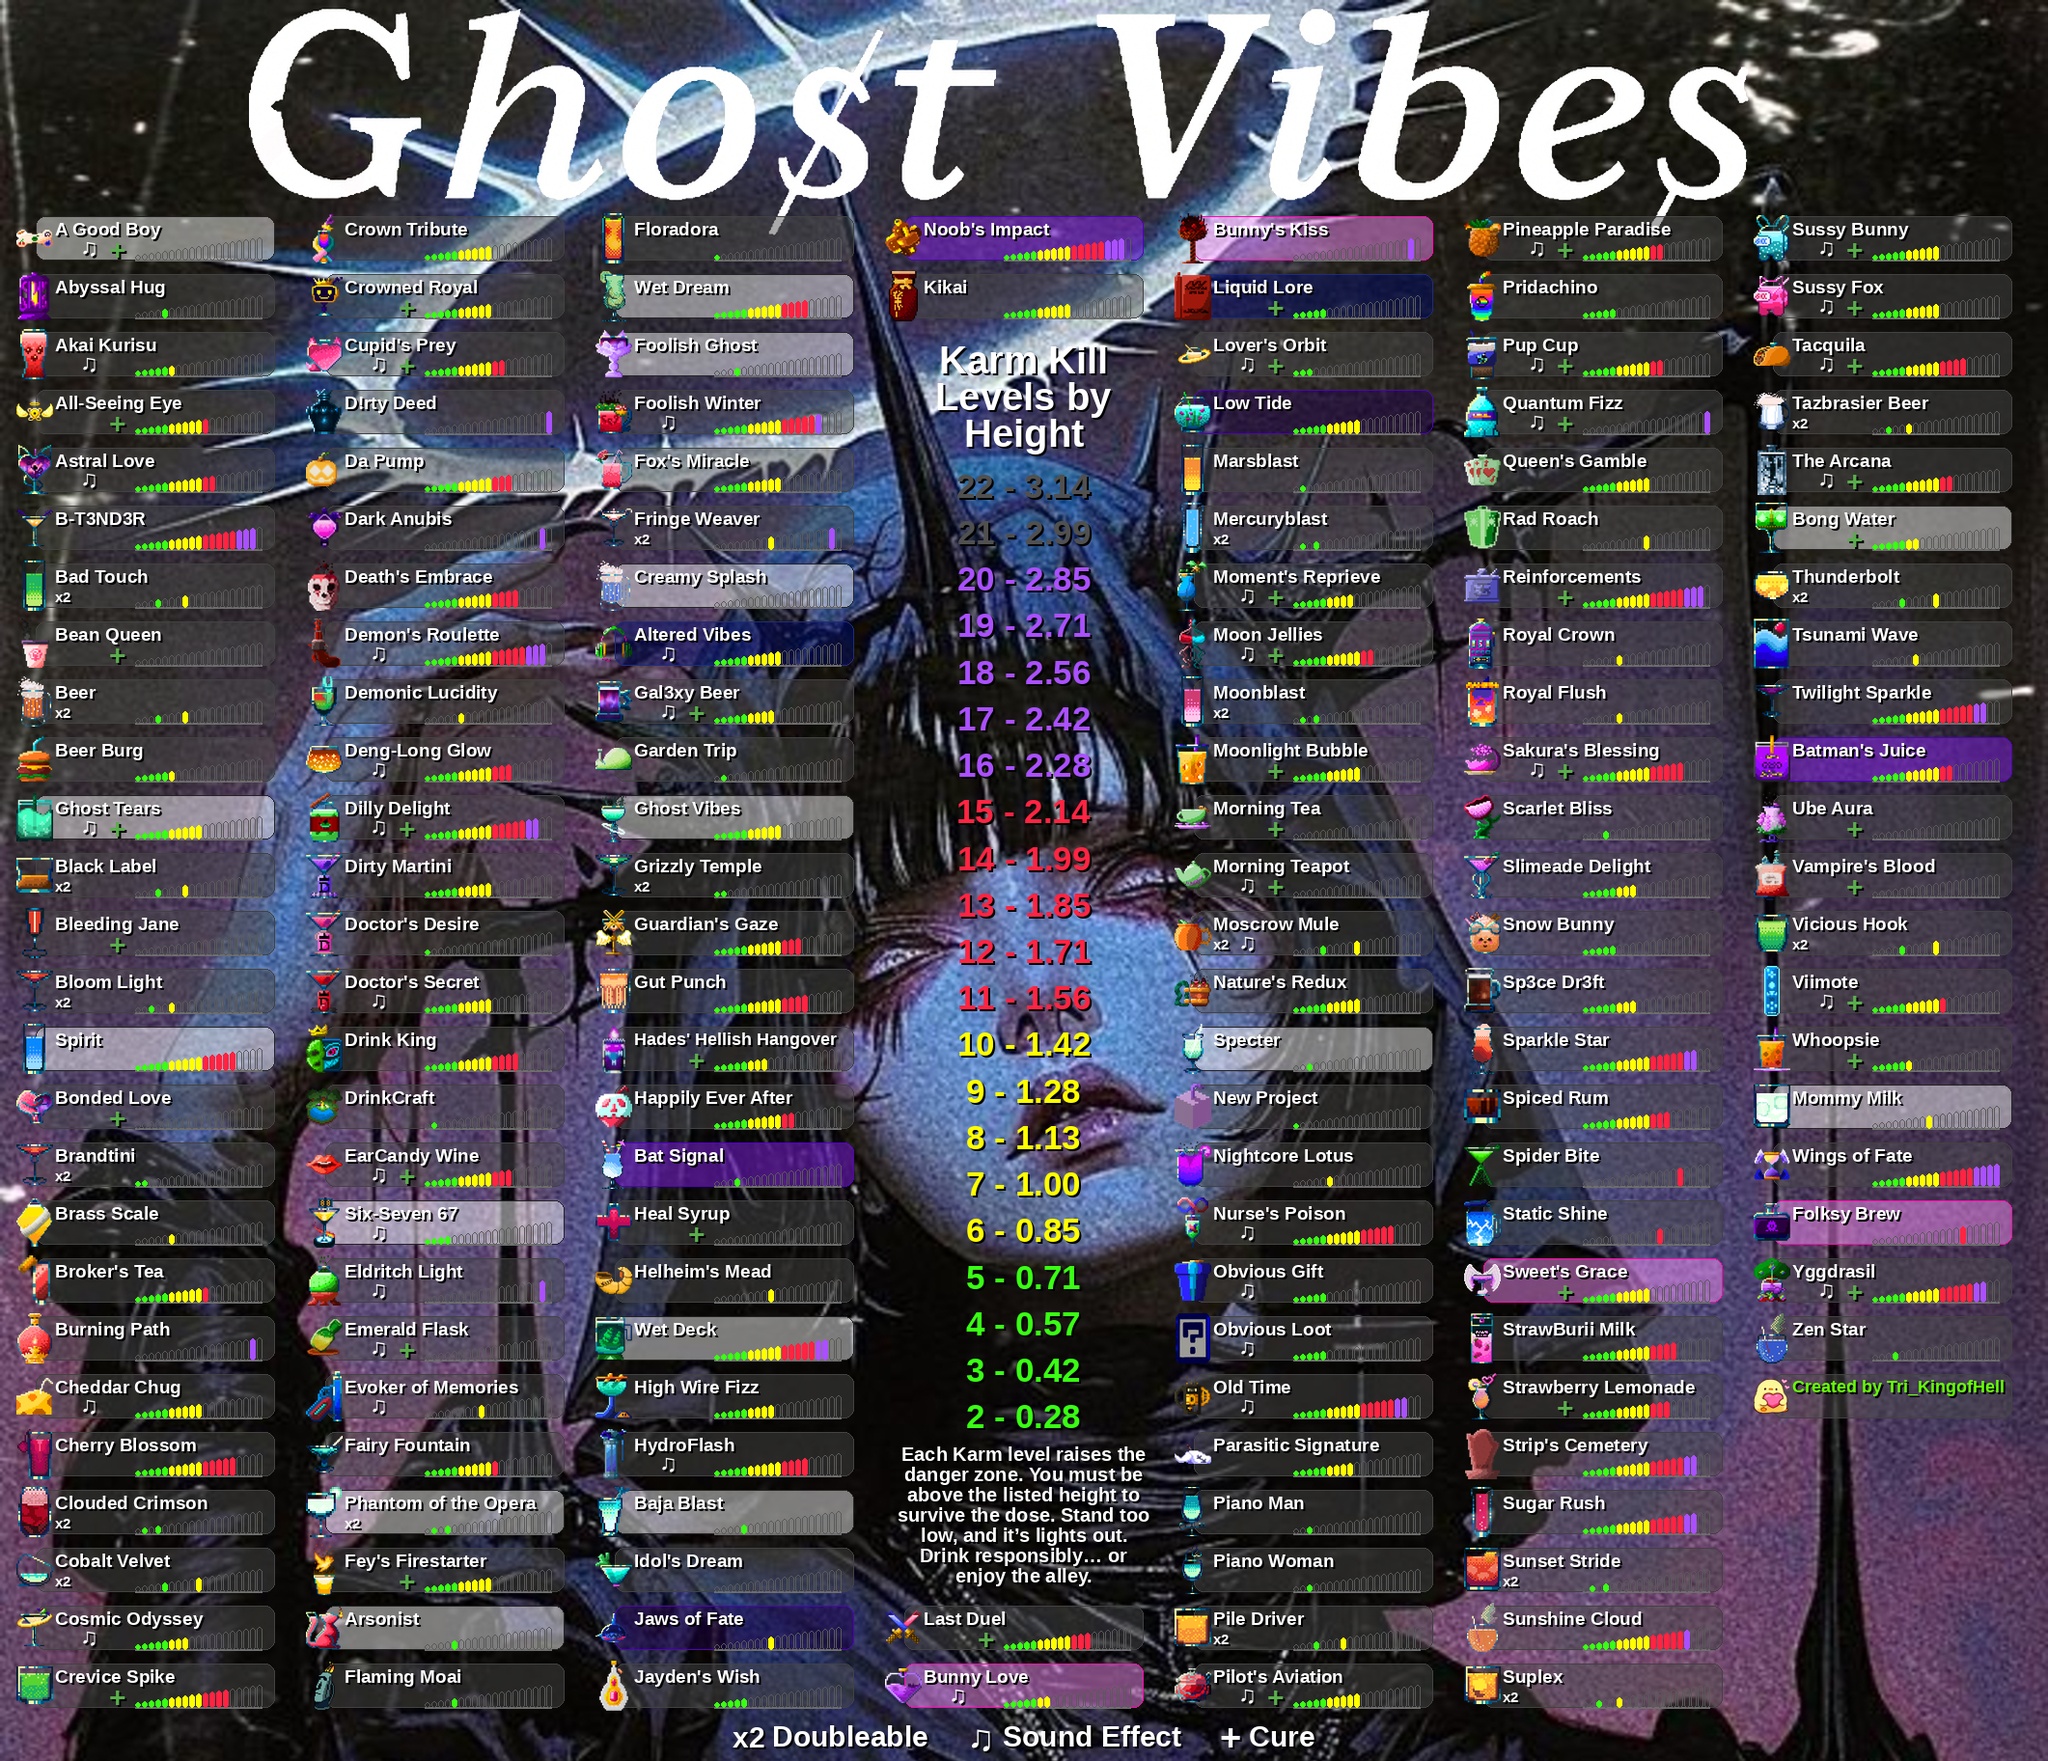 Ghost Vibes
A Good Boy
♫ +
Abyssal Hug
Akai Kurisu
♫
All-Seeing Eye
+
Astral Love
♫
B-T3ND3R
Bad Touch
x2
Bean Queen
+
Beer
x2
Beer Burg
Ghost Tears
♫ +
Black Label
x2
Bleeding Jane
+
Bloom Light
x2
Spirit
Bonded Love
+
Brandtini
x2
Brass Scale
Broker's Tea
Burning Path
Cheddar Chug
♫
Cherry Blossom
Clouded Crimson
x2
Cobalt Velvet
x2
Cosmic Odyssey
♫
Crevice Spike
+
Crown Tribute
Crowned Royal
+
Cupid's Prey
♫ +
D!rty Deed
Da Pump
Dark Anubis
Death's Embrace
Demon's Roulette
♫
Demonic Lucidity
Deng-Long Glow
♫
Dilly Delight
♫ +
Dirty Martini
Doctor's Desire
Doctor's Secret
♫
Drink King
DrinkCraft
EarCandy Wine
♫ +
Six-Seven 67
♫
Eldritch Light
♫
Emerald Flask
♫ +
Evoker of Memories
♫
Fairy Fountain
Phantom of the Opera
x2
Fey's Firestarter
+
Arsonist
Flaming Moai
Floradora
Wet Dream
Foolish Ghost
Foolish Winter
♫
Fox's Miracle
Fringe Weaver
x2
Creamy Splash
Altered Vibes
♫
Gal3xy Beer
♫ +
Garden Trip
Ghost Vibes
Grizzly Temple
x2
Guardian's Gaze
Gut Punch
Hades' Hellish Hangover
+
Happily Ever After
Bat Signal
Heal Syrup
+
Helheim's Mead
Wet Deck
High Wire Fizz
HydroFlash
♫
Baja Blast
Idol's Dream
Jaws of Fate
Jayden's Wish
Noob's Impact
Kikai
Karm Kill
Levels by
Height
22 - 3.14
21 - 2.99
20 - 2.85
19 - 2.71
18 - 2.56
17 - 2.42
16 - 2.28
15 - 2.14
14 - 1.99
13 - 1.85
12 - 1.71
11 - 1.56
10 - 1.42
9 - 1.28
8 - 1.13
7 - 1.00
6 - 0.85
5 - 0.71
4 - 0.57
3 - 0.42
2 - 0.28
Each Karm level raises the
danger zone. You must be
above the listed height to
survive the dose. Stand too
low, and it's lights out.
Drink responsibly... or
enjoy the alley.
Last Duel
+
Bunny Love
♫
Bunny's Kiss
Liquid Lore
+
Lover's Orbit
♫ +
Low Tide
Marsblast
Mercuryblast
x2
Moment's Reprieve
♫ +
Moon Jellies
♫ +
Moonblast
x2
Moonlight Bubble
+
Morning Tea
+
Morning Teapot
♫ +
Moscrow Mule
x2 ♫
Nature's Redux
Specter
New Project
Nightcore Lotus
Nurse's Poison
♫
Obvious Gift
♫
Obvious Loot
♫
Old Time
♫
Parasitic Signature
Piano Man
Piano Woman
Pile Driver
x2
Pilot's Aviation
♫ +
Pineapple Paradise
♫ +
Pridachino
Pup Cup
♫ +
Quantum Fizz
♫ +
Queen's Gamble
Rad Roach
Reinforcements
+
Royal Crown
Royal Flush
Sakura's Blessing
♫ +
Scarlet Bliss
Slimeade Delight
Snow Bunny
Sp3ce Dr3ft
Sparkle Star
Spiced Rum
Spider Bite
Static Shine
Sweet's Grace
+
StrawBurii Milk
Strawberry Lemonade
+
Strip's Cemetery
Sugar Rush
Sunset Stride
x2
Sunshine Cloud
Suplex
x2
Sussy Bunny
♫ +
Sussy Fox
♫ +
Tacquila
♫ +
Tazbrasier Beer
x2
The Arcana
♫ +
Bong Water
+
Thunderbolt
x2
Tsunami Wave
Twilight Sparkle
Batman's Juice
Ube Aura
+
Vampire's Blood
+
Vicious Hook
x2
Viimote
♫ +
Whoopsie
+
Mommy Milk
Wings of Fate
Folksy Brew
Yggdrasil
♫ +
Zen Star
Created by Tri_KingofHell
x2 Doubleable ♫ Sound Effect + Cure